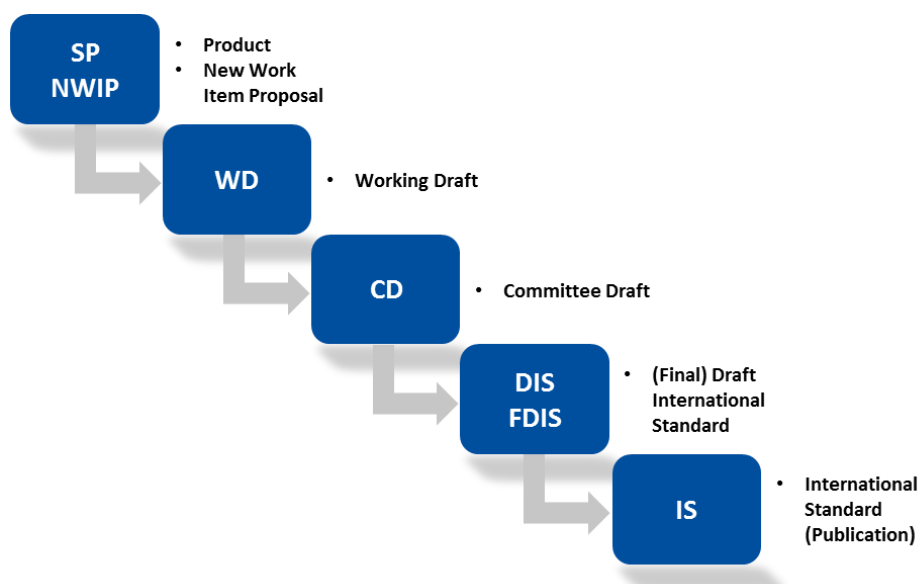 SP
NWIP
• Product
• New Work
Item Proposal
WD
• Working Draft
CD
• Committee Draft
DIS
FDIS
• (Final) Draft
International
Standard
IS
• International
Standard
(Publication)